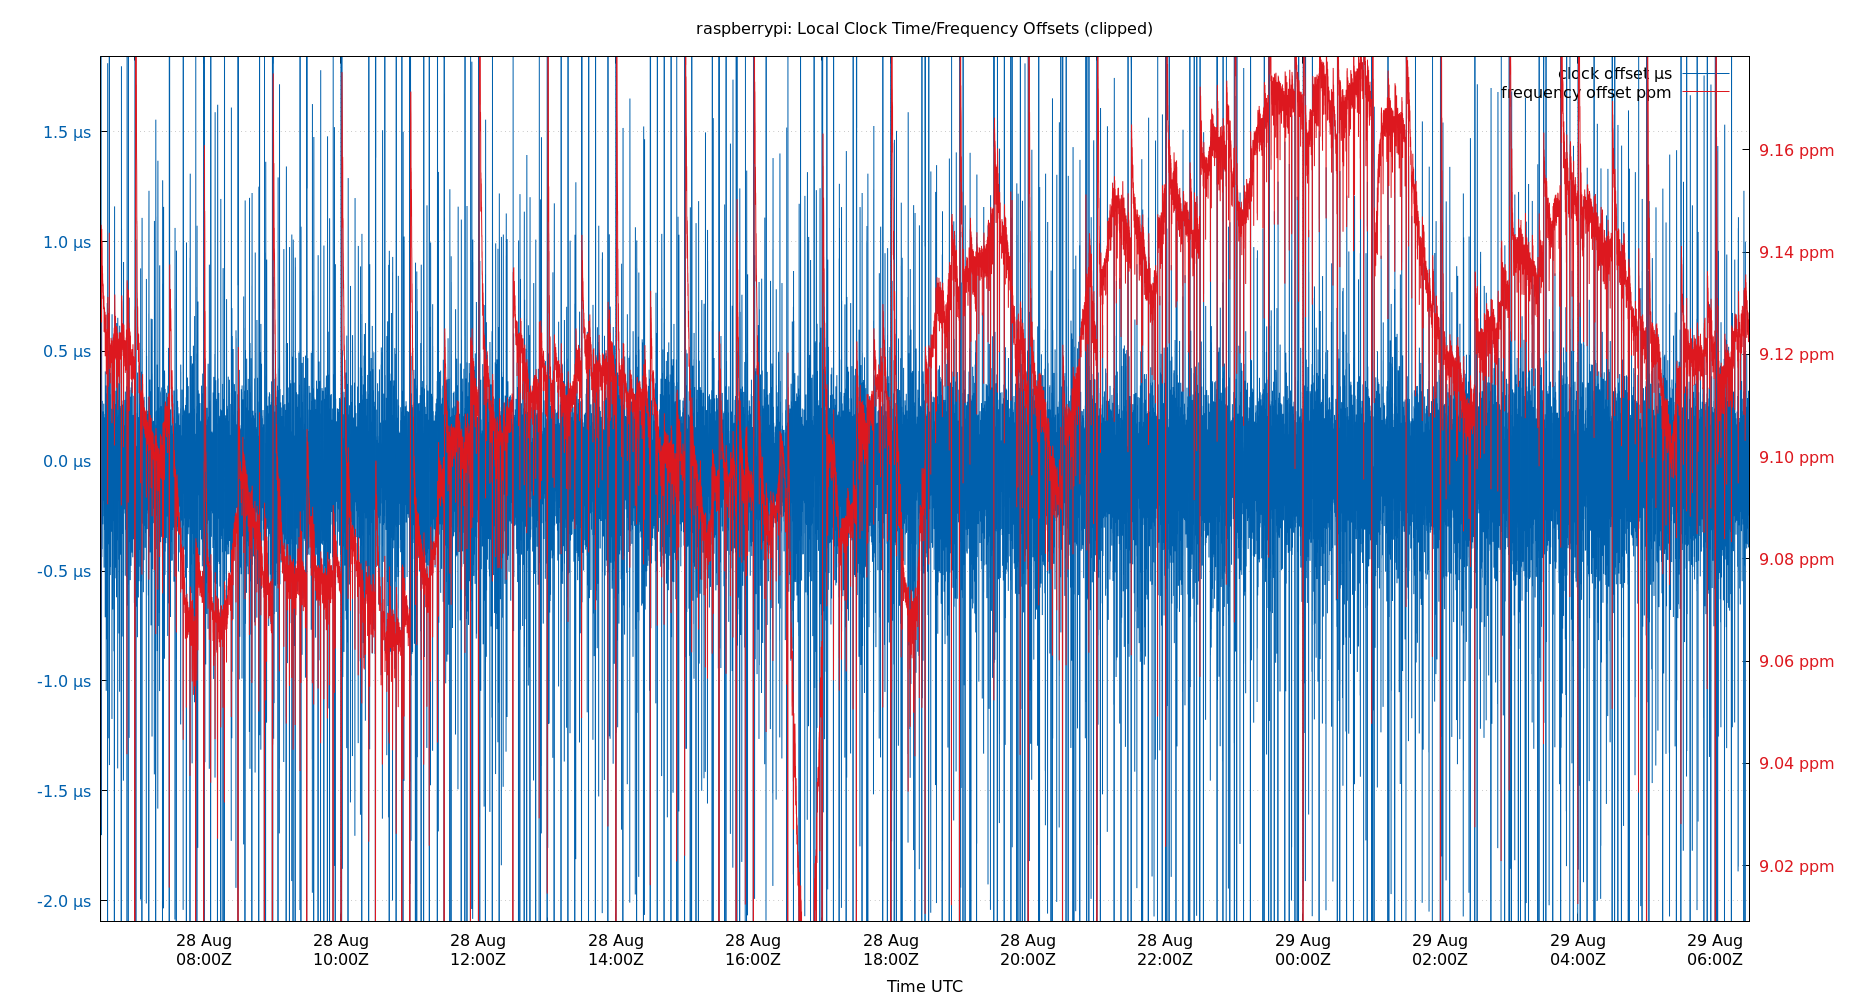 raspberrypi: Local Clock Time/Frequency Offsets (clipped)
clock offset µs
frequency offset ppm
1.5 µs
1.0 µs
0.5 µs
0.0 µs
-0.5 µs
-1.0 µs
-1.5 µs
-2.0 µs
9.16 ppm
9.14 ppm
9.12 ppm
9.10 ppm
9.08 ppm
9.06 ppm
9.04 ppm
9.02 ppm
28 Aug 28 Aug 28 Aug 28 Aug 28 Aug 28 Aug 28 Aug 28 Aug 29 Aug 29 Aug 29 Aug 29 Aug
08:00Z 10:00Z 12:00Z 14:00Z 16:00Z 18:00Z 20:00Z 22:00Z 00:00Z 02:00Z 04:00Z 06:00Z
Time UTC